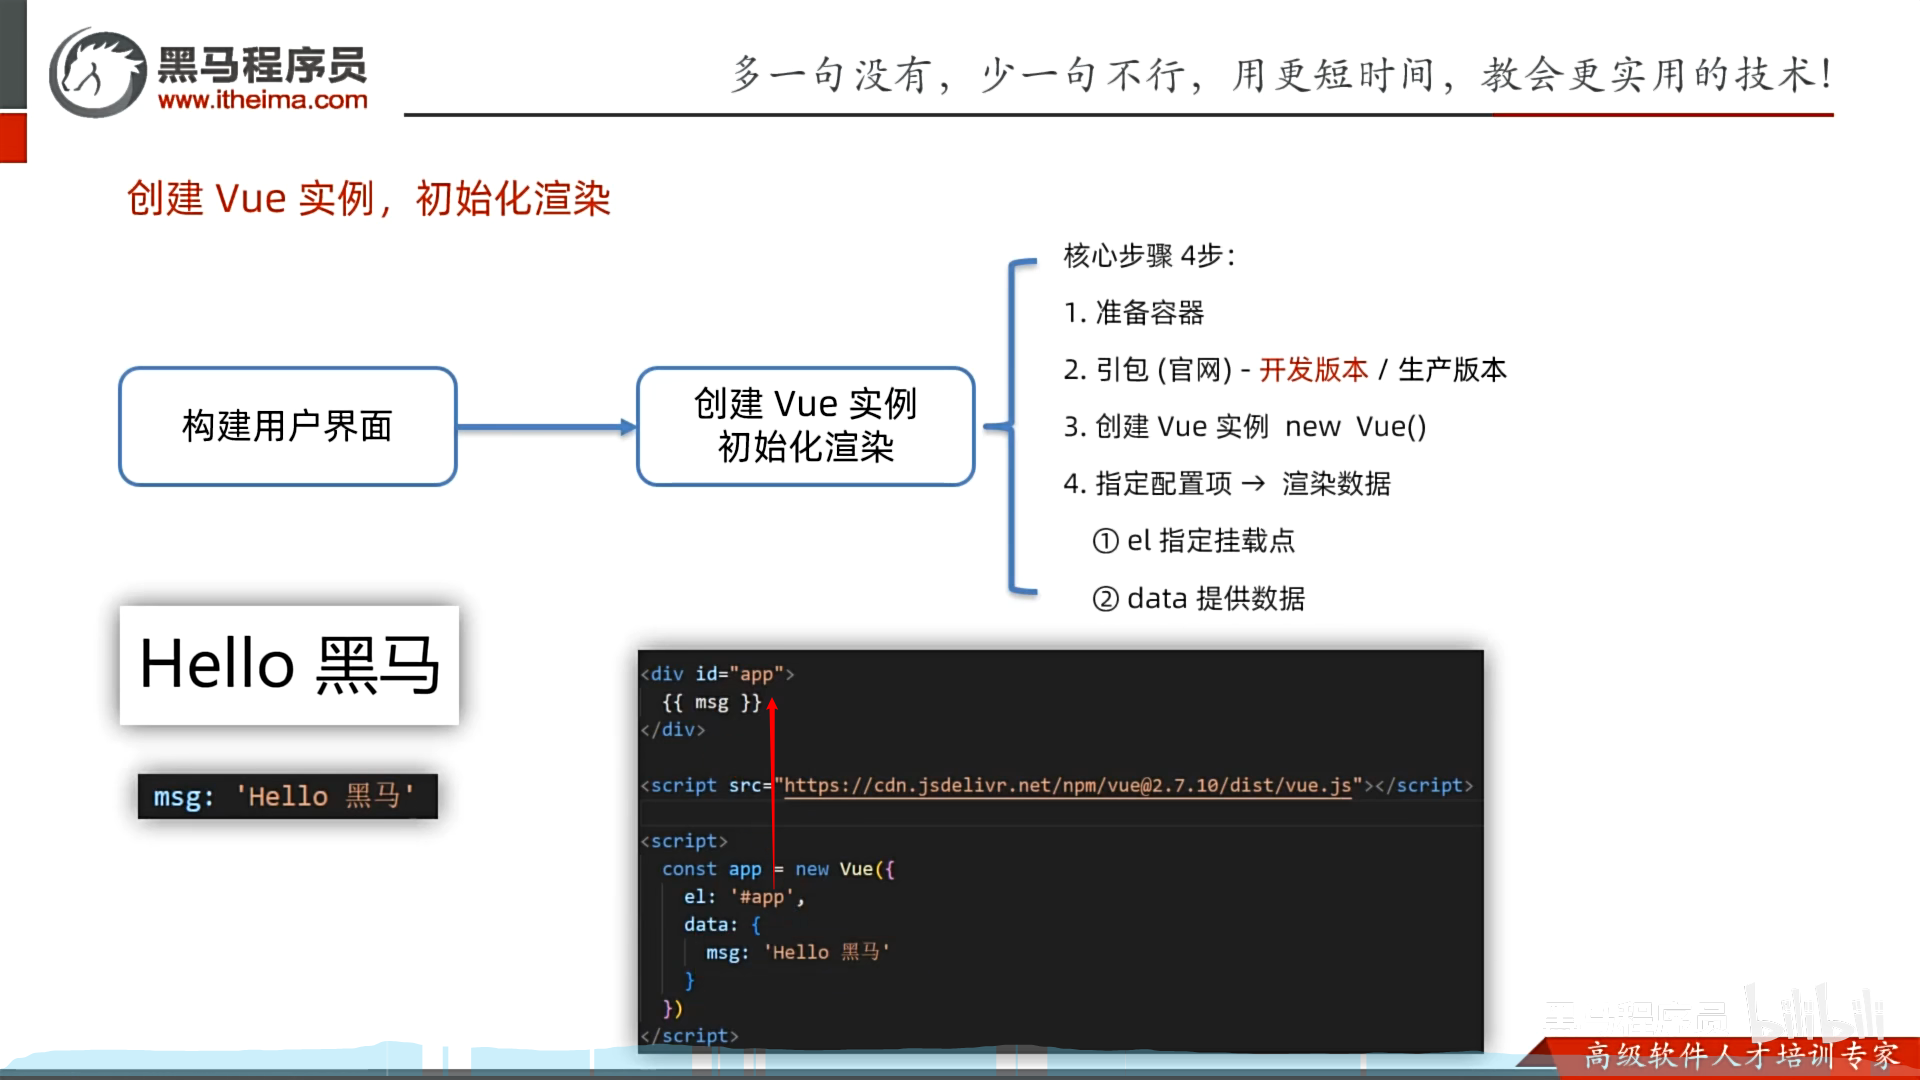 黑马程序员
www.itheima.com
多一句没有，少一句不行，用更短时间，教会更实用的技术！
创建 Vue 实例，初始化渲染
构建用户界面
创建 Vue 实例
初始化渲染
核心步骤 4步：
1. 准备容器
2. 引包 (官网) - 开发版本 / 生产版本
3. 创建 Vue 实例 new Vue()
4. 指定配置项 → 渲染数据
① el 指定挂载点
② data 提供数据
Hello 黑马
msg: 'Hello 黑马'
<div id="app">
{{ msg }}
</div>
<script src="https://cdn.jsdelivr.net/npm/vue@2.7.10/dist/vue.js"></script>
<script>
const app = new Vue({
el: '#app',
data: {
msg: 'Hello 黑马'
}
})
</script>
黑马程序员 bilibili
高级软件人才培训专家